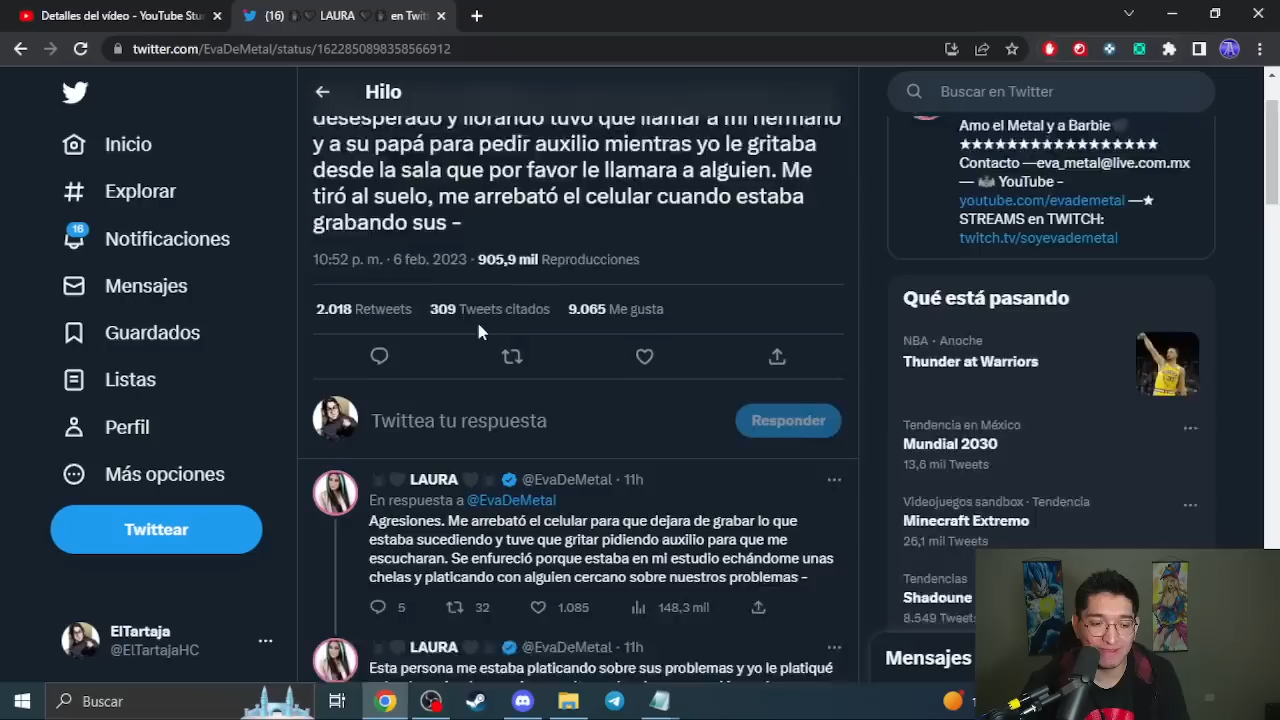 Detalles del vídeo - YouTube Stu
(16) LAURA en Twit
twitter.com/EvaDeMetal/status/1622850898358566912
Inicio
Explorar
16
Notificaciones
Mensajes
Guardados
Listas
Perfil
Más opciones
Twittear
ElTartaja
@ElTartajaHC
Hilo
desesperado y llorando tuvo que llamar a mi hermano
y a su papá para pedir auxilio mientras yo le gritaba
desde la sala que por favor le llamara a alguien. Me
tiró al suelo, me arrebató el celular cuando estaba
grabando sus -
10:52 p. m. · 6 feb. 2023 · 905,9 mil Reproducciones
2.018 Retweets 309 Tweets citados 9.065 Me gusta
Twittea tu respuesta
Responder
LAURA @EvaDeMetal · 11h
En respuesta a @EvaDeMetal
Agresiones. Me arrebató el celular para que dejara de grabar lo que
estaba sucediendo y tuve que gritar pidiendo auxilio para que me
escucharan. Se enfureció porque estaba en mi estudio echándome unas
chelas y platicando con alguien cercano sobre nuestros problemas -
5 32 1.085 148,3 mil
LAURA @EvaDeMetal · 11h
Esta persona me estaba platicando sobre sus problemas y yo le platiqué
Buscar en Twitter
Amo el Metal y a Barbie
★★★★★★★★★★★★★★★★
Contacto —eva_metal@live.com.mx
— YouTube -
youtube.com/evademetal —★
STREAMS en TWITCH:
twitch.tv/soyevademetal
Qué está pasando
NBA · Anoche
Thunder at Warriors
Tendencia en México
Mundial 2030
13,6 mil Tweets
Videojuegos sandbox · Tendencia
Minecraft Extremo
26,1 mil Tweets
Tendencias
Shadoune
8.549 Tweets
Mensajes
Buscar